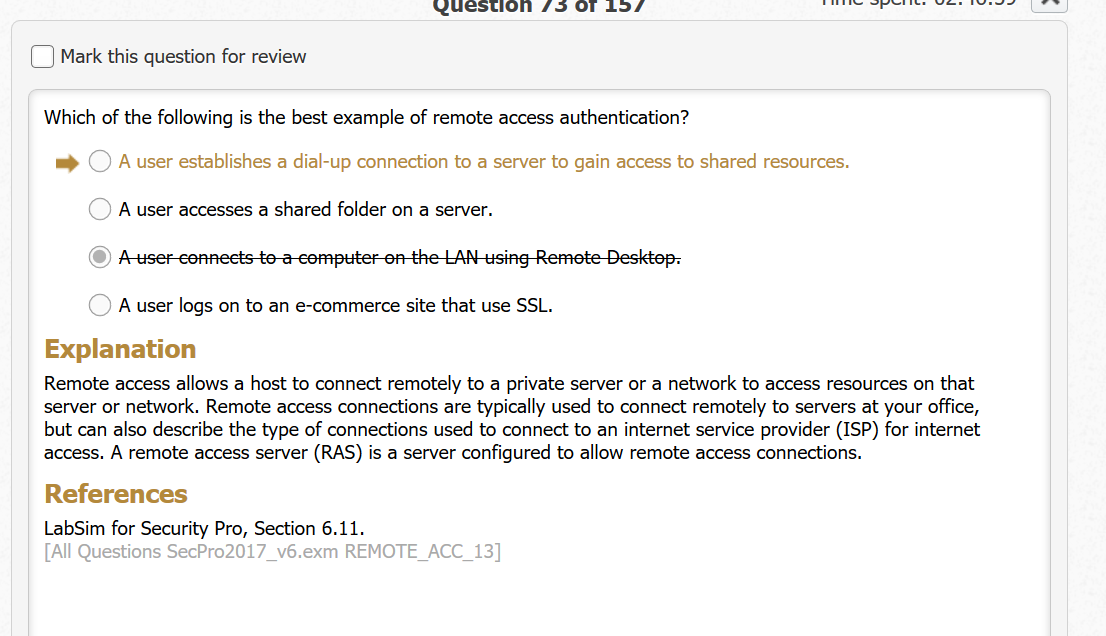 Question 73 of 157
Time spent: 02:46:39
Mark this question for review
Which of the following is the best example of remote access authentication?
A user establishes a dial-up connection to a server to gain access to shared resources.
A user accesses a shared folder on a server.
A user connects to a computer on the LAN using Remote Desktop.
A user logs on to an e-commerce site that use SSL.
Explanation
Remote access allows a host to connect remotely to a private server or a network to access resources on that
server or network. Remote access connections are typically used to connect remotely to servers at your office,
but can also describe the type of connections used to connect to an internet service provider (ISP) for internet
access. A remote access server (RAS) is a server configured to allow remote access connections.
References
LabSim for Security Pro, Section 6.11.
[All Questions SecPro2017_v6.exm REMOTE_ACC_13]